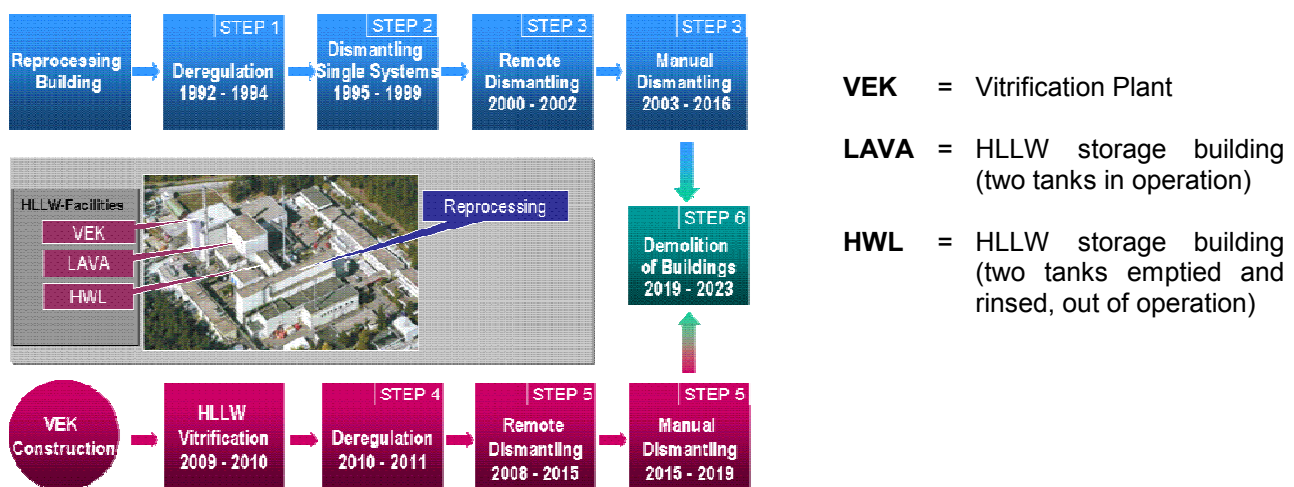 Reprocessing
Building
STEP 1
Deregulation
1992 - 1994
STEP 2
Dismantling
Single Systems
1995 - 1999
STEP 3
Remote
Dismantling
2000 - 2002
STEP 3
Manual
Dismantling
2003 - 2016
HLLW-Facilities
VEK
LAVA
HWL
Reprocessing
STEP 6
Demolition
of Buildings
2019 - 2023
VEK
Construction
HLLW
Vitrification
2009 - 2010
STEP 4
Deregulation
2010 - 2011
STEP 5
Remote
Dismantling
2008 - 2015
STEP 5
Manual
Dismantling
2015 - 2019
VEK = Vitrification Plant
LAVA = HLLW storage building
(two tanks in operation)
HWL = HLLW storage building
(two tanks emptied and
rinsed, out of operation)